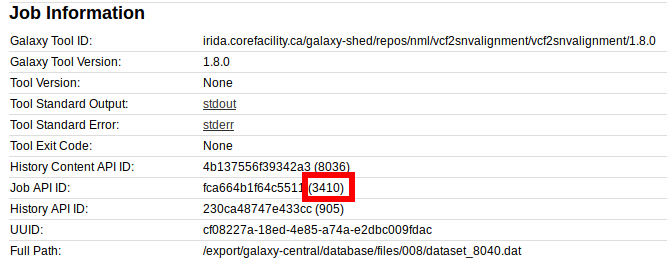 Job Information
Galaxy Tool ID: irida.corefacility.ca/galaxy-shed/repos/nml/vcf2snvalignment/vcf2snvalignment/1.8.0
Galaxy Tool Version: 1.8.0
Tool Version: None
Tool Standard Output: stdout
Tool Standard Error: stderr
Tool Exit Code: None
History Content API ID: 4b137556f39342a3 (8036)
Job API ID: fca664b1f64c5511 (3410)
History API ID: 230ca48747e433cc (905)
UUID: cf08227a-18ed-4e85-a74a-e2dbc009fdac
Full Path: /export/galaxy-central/database/files/008/dataset_8040.dat